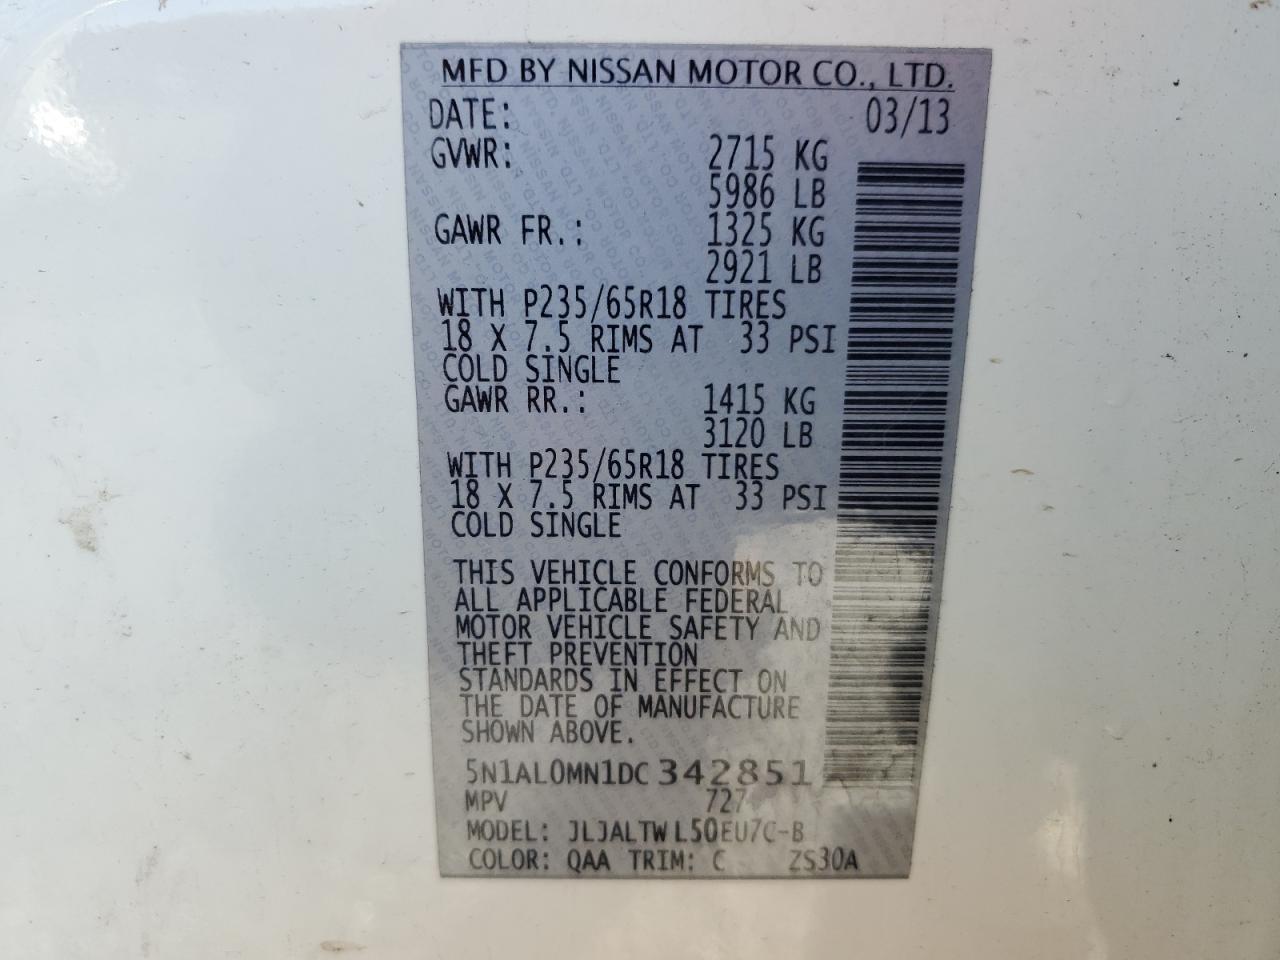 MFD BY NISSAN MOTOR CO., LTD.
DATE: 03/13
GVWR: 2715 KG
5986 LB
GAWR FR.: 1325 KG
2921 LB
WITH P235/65R18 TIRES
18 X 7.5 RIMS AT 33 PSI
COLD SINGLE
GAWR RR.: 1415 KG
3120 LB
WITH P235/65R18 TIRES
18 X 7.5 RIMS AT 33 PSI
COLD SINGLE
THIS VEHICLE CONFORMS TO
ALL APPLICABLE FEDERAL
MOTOR VEHICLE SAFETY AND
THEFT PREVENTION
STANDARDS IN EFFECT ON
THE DATE OF MANUFACTURE
SHOWN ABOVE.
5N1AL0MN1DC 342851
MPV 727
MODEL: JLJALTW L50EU7C-B
COLOR: QAA TRIM: C ZS30A